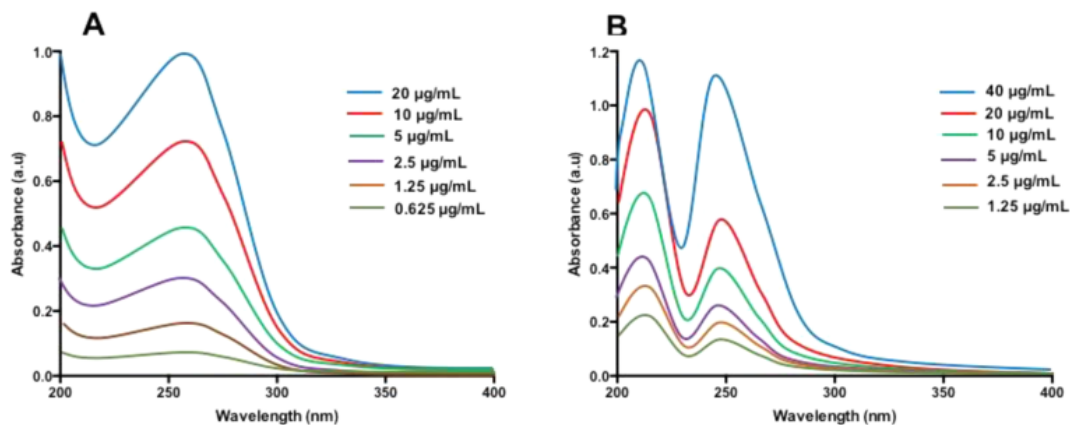 A
1.0
0.8
0.6
0.4
0.2
0.0
Absorbance (a.u)
200
250
300
350
400
Wavelength (nm)
20 µg/mL
10 µg/mL
5 µg/mL
2.5 µg/mL
1.25 µg/mL
0.625 µg/mL
B
1.2
1.0
0.8
0.6
0.4
0.2
0.0
Absorbance (a.u)
200
250
300
350
400
Wavelength (nm)
40 µg/mL
20 µg/mL
10 µg/mL
5 µg/mL
2.5 µg/mL
1.25 µg/mL